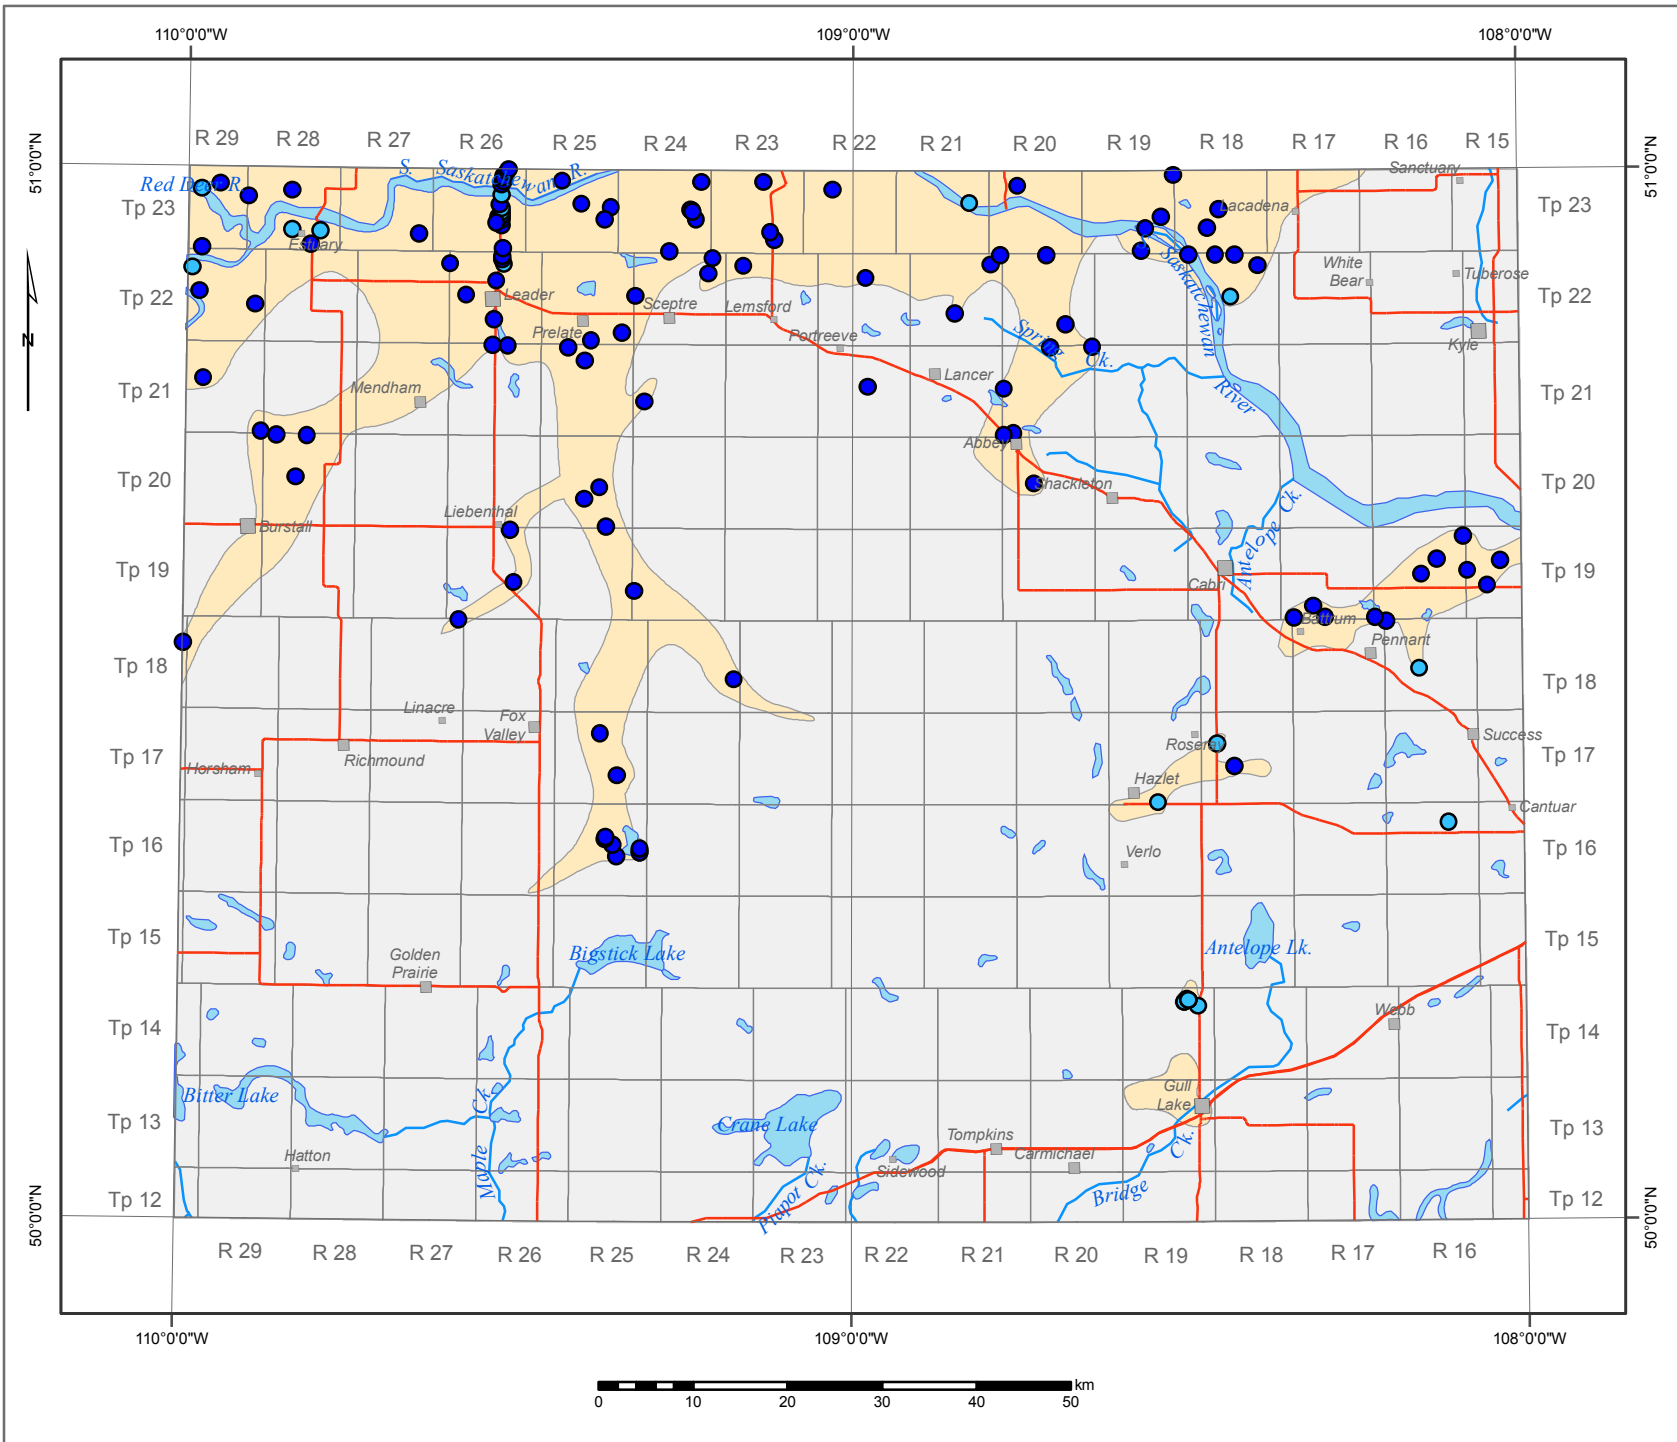 110°0'0"W 109°0'0"W 108°0'0"W
51°0'0"N
51°0'0"N
R 29 R 28 R 27 R 26 R 25 R 24 R 23 R 22 R 21 R 20 R 19 R 18 R 17 R 16 R 15
S. Saskatchewan R.
Red Deer R.
Sanctuary
Tp 23
Lacadena
Tp 23
Estuary
Saskatchewan
River
White
Bear
Tuberose
Tp 22
Leader
Sceptre
Lemsford
Tp 22
Prelate
Portreeve
Spring Ck.
Kyle
N
Tp 21
Mendham
Lancer
Tp 21
Abbey
Tp 20
Shackleton
Tp 20
Liebenthal
Burstall
Antelope Ck.
Tp 19
Cabri
Tp 19
Battrum
Pennant
Tp 18
Tp 18
Linacre
Fox
Valley
Success
Roseray
Tp 17
Richmound
Horsham
Tp 17
Hazlet
Cantuar
Tp 16
Verlo
Tp 16
Tp 15
Bigstick Lake
Antelope Lk.
Tp 15
Golden
Prairie
Webb
Tp 14
Tp 14
Gull
Lake
Bitter Lake
Tp 13
Maple Ck.
Crane Lake
Tompkins
Tp 13
Hatton
Carmichael
Sidewood
Piapot Ck.
Bridge Ck.
Tp 12
Tp 12
50°0'0"N
50°0'0"N
R 29 R 28 R 27 R 26 R 25 R 24 R 23 R 22 R 21 R 20 R 19 R 18 R 17 R 16
110°0'0"W 109°0'0"W 108°0'0"W
km
0 10 20 30 40 50